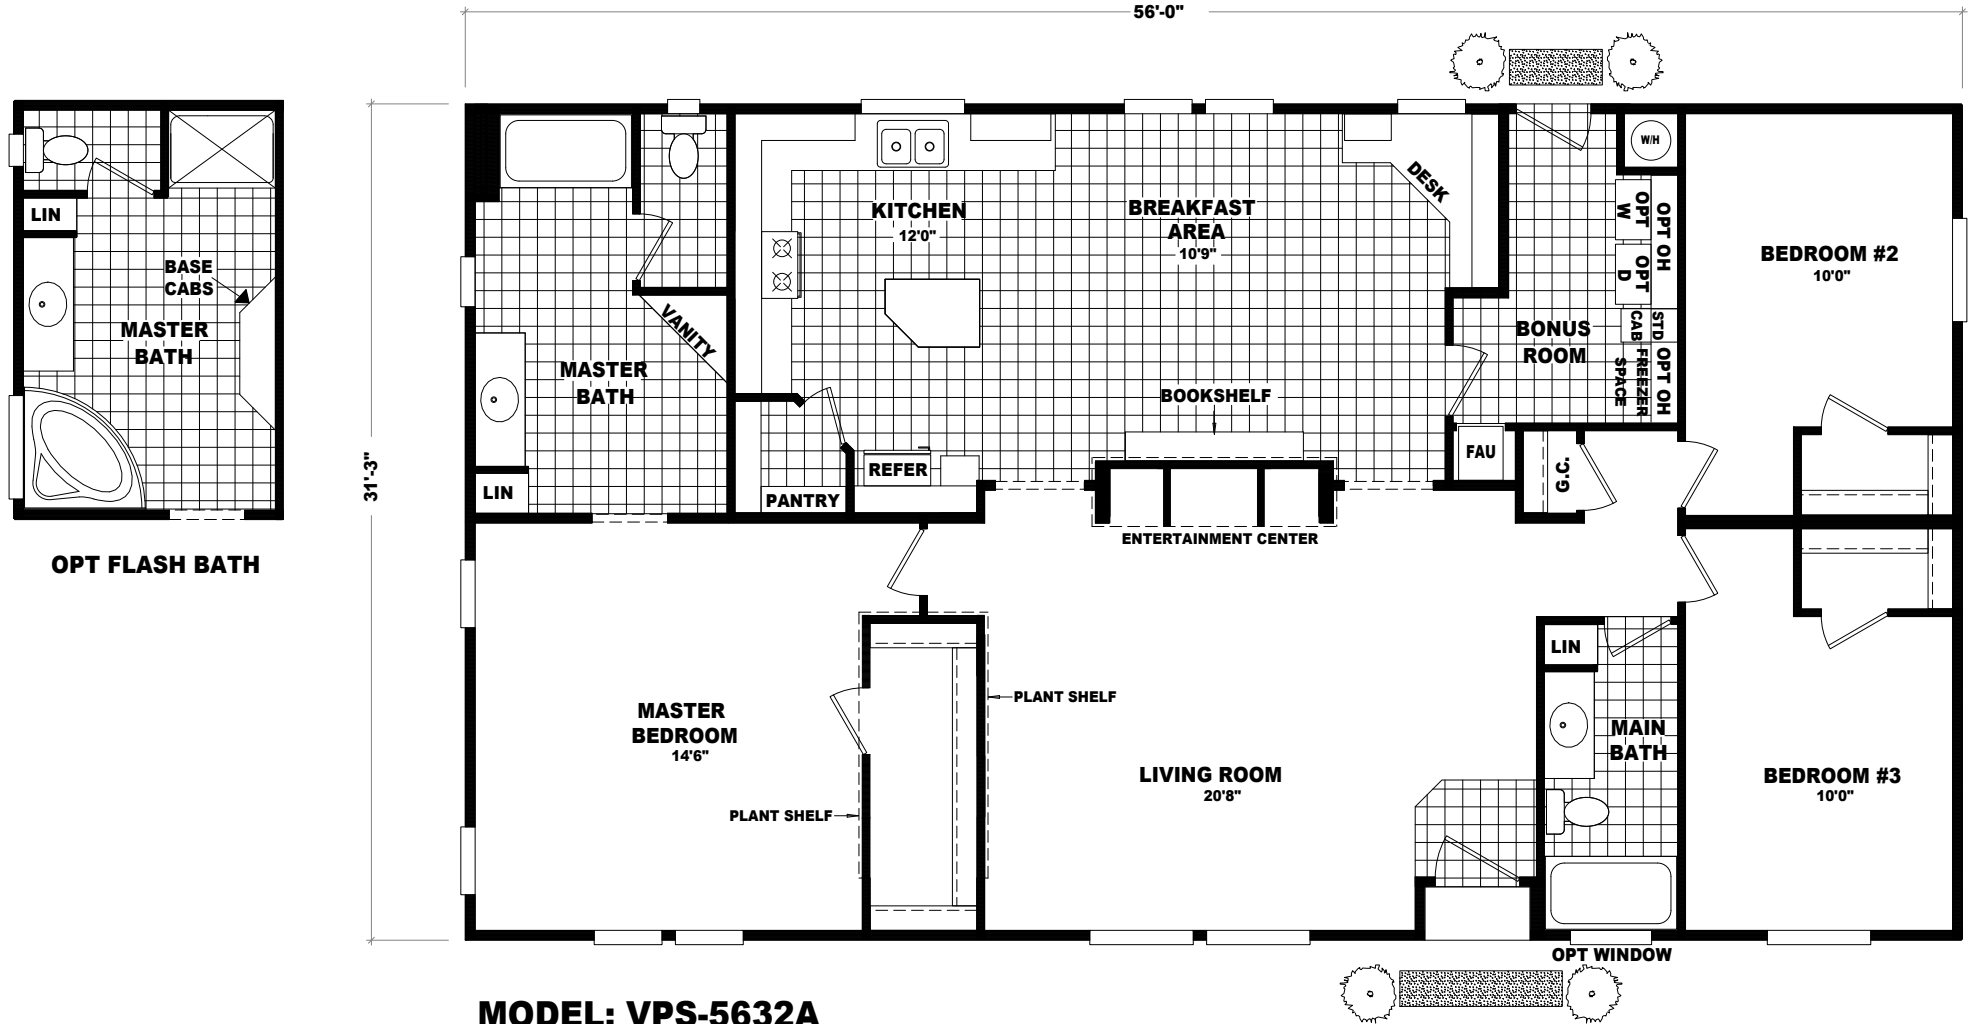 56'-0"
31'-3"
LIN
BASE
CABS
MASTER
BATH
OPT FLASH BATH
KITCHEN
12'0"
BREAKFAST
AREA
10'9"
DESK
W/H
OPT
W
OPT OH
OPT
D
STD
CAB
OPT OH
FREEZER
SPACE
BEDROOM #2
10'0"
VANITY
MASTER
BATH
BONUS
ROOM
BOOKSHELF
FAU
G.C.
REFER
LIN
PANTRY
ENTERTAINMENT CENTER
LIN
PLANT SHELF
MASTER
BEDROOM
14'6"
MAIN
BATH
LIVING ROOM
20'8"
BEDROOM #3
10'0"
PLANT SHELF
OPT WINDOW
MODEL: VPS-5632A